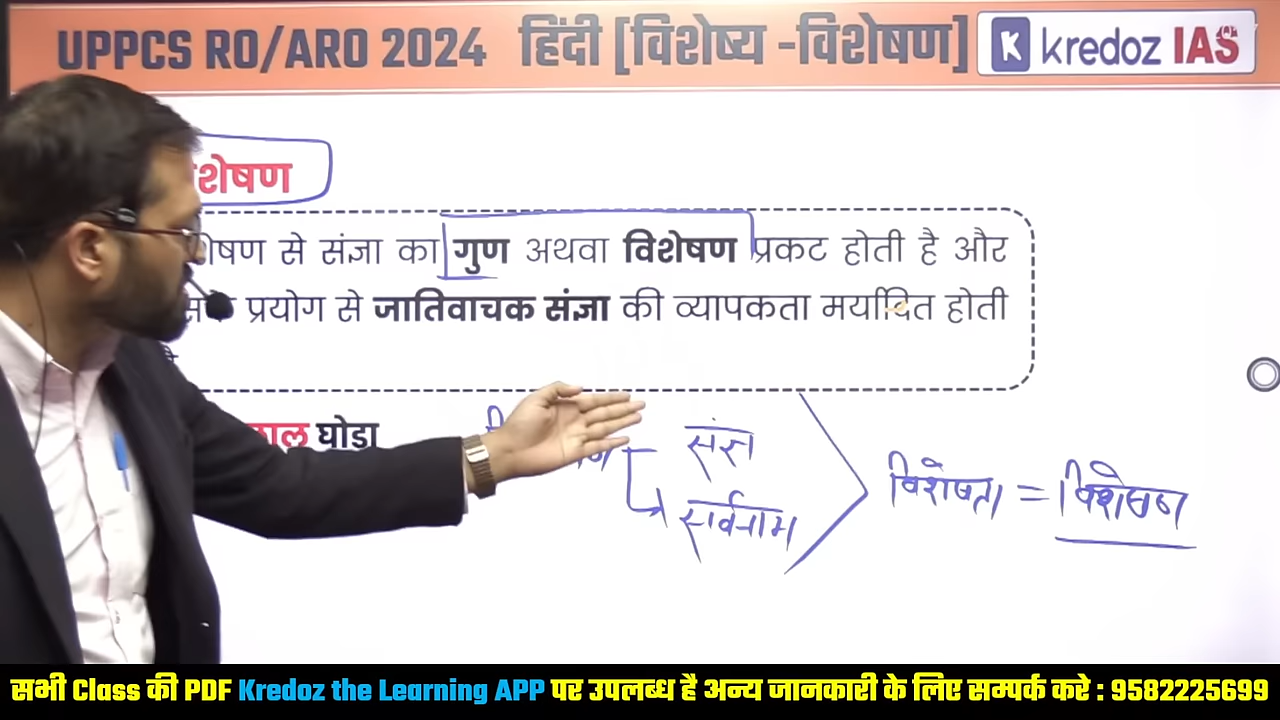 UPPCS RO/ARO 2024 हिंदी [विशेष्य -विशेषण]
K kredoz IAS
शेषण
शेषण से संज्ञा का गुण अथवा विशेषण प्रकट होती है और
प्रयोग से जातिवाचक संज्ञा की व्यापकता मर्यादित होती
लाल घोडा
संज्ञ
सर्वनाम
विशेषता = विशेषण
सभी Class की PDF Kredoz the Learning APP पर उपलब्ध है अन्य जानकारी के लिए सम्पर्क करे : 9582225699